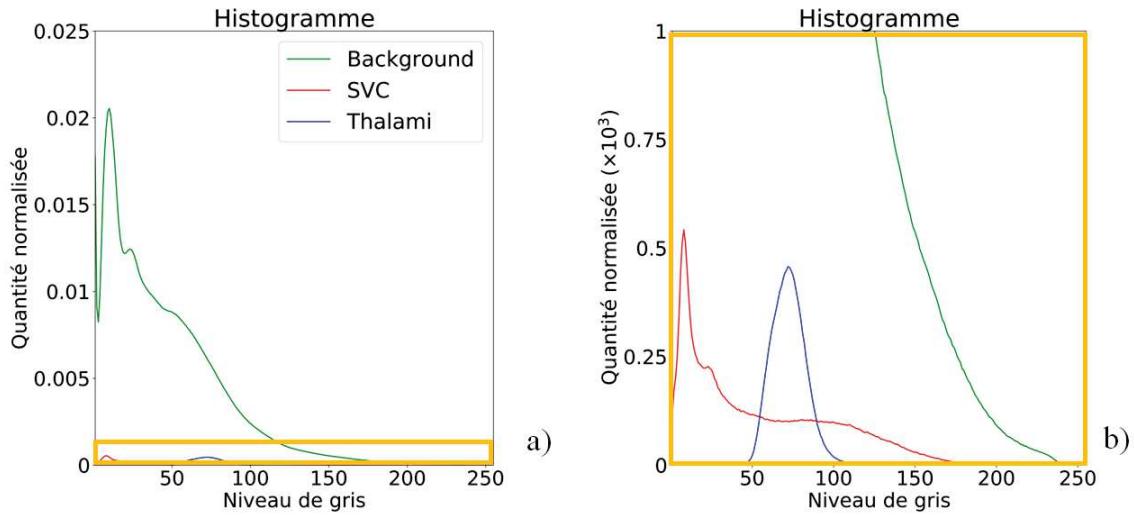 Histogramme
0.025
0.02
0.015
0.01
0.005
0
50
100
150
200
250
Quantité normalisée
Niveau de gris
Background
SVC
Thalami
a)
Histogramme
1
0.75
0.5
0.25
0
50
100
150
200
250
Quantité normalisée (×10³)
Niveau de gris
b)